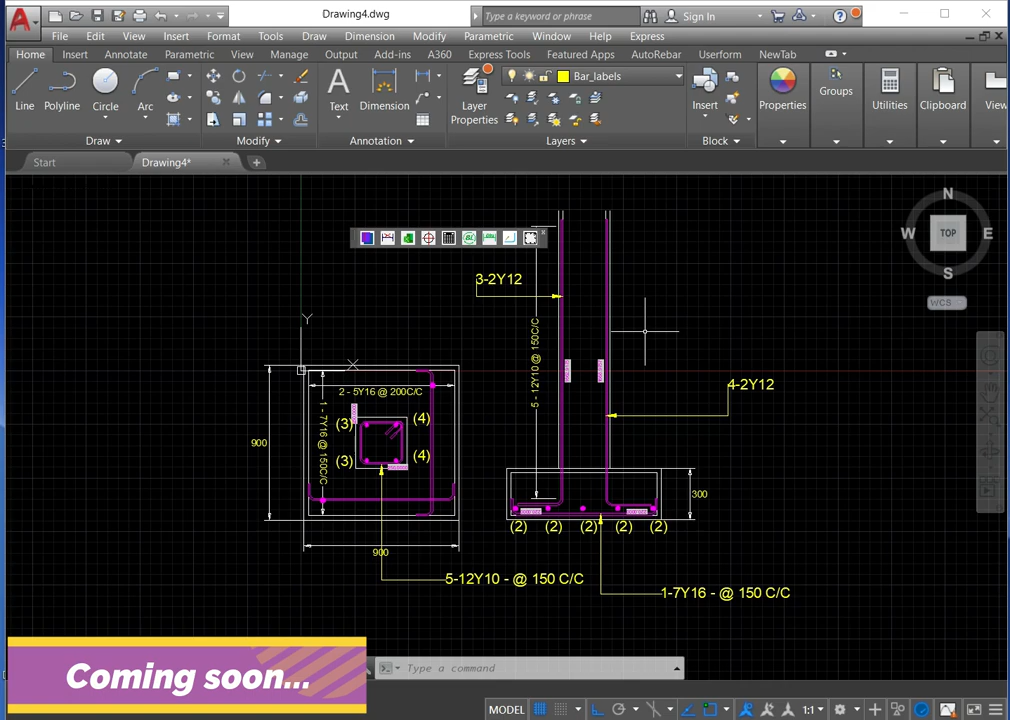 Drawing4.dwg
Type a keyword or phrase
Sign In
File Edit View Insert Format Tools Draw Dimension Modify Parametric Window Help Express
Home Insert Annotate Parametric View Manage Output Add-ins A360 Express Tools Featured Apps AutoRebar Userform NewTab
Bar_labels
Line Polyline Circle Arc Text Dimension Layer Properties Insert Properties Groups Utilities Clipboard View
Draw Modify Annotation Layers Block
Start Drawing4*
N
W TOP E
S
WCS
3-2Y12
5 - 12Y10 @ 150C/C
4-2Y12
Y
X
2 - 5Y16 @ 200C/C
1 - 7Y16 @ 150C/C
(3) (4)
(3) (4)
900
300
(2) (2) (2) (2) (2)
900
5-12Y10 - @ 150 C/C
1-7Y16 - @ 150 C/C
Coming soon...
Type a command
MODEL
1:1